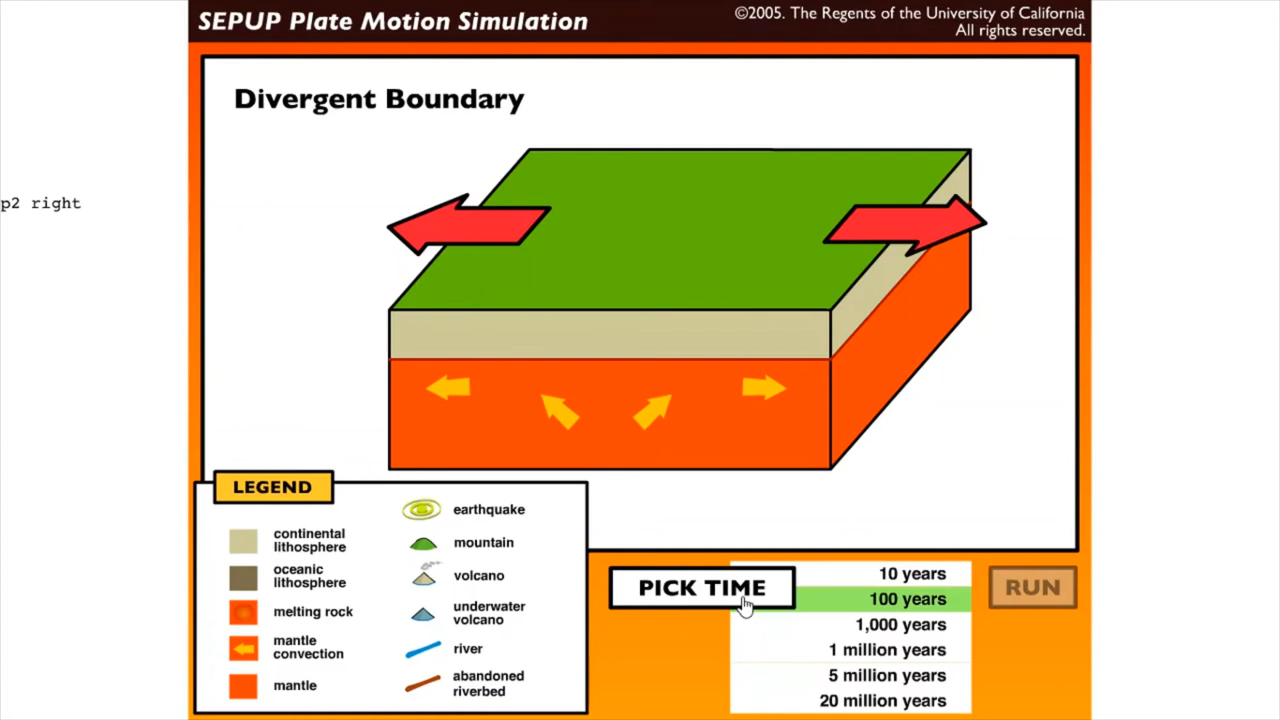 SEPUP Plate Motion Simulation
©2005. The Regents of the University of California
All rights reserved.
Divergent Boundary
p2 right
LEGEND
continental
lithosphere
oceanic
lithosphere
melting rock
mantle
convection
mantle
earthquake
mountain
volcano
underwater
volcano
river
abandoned
riverbed
PICK TIME
10 years
100 years
1,000 years
1 million years
5 million years
20 million years
RUN